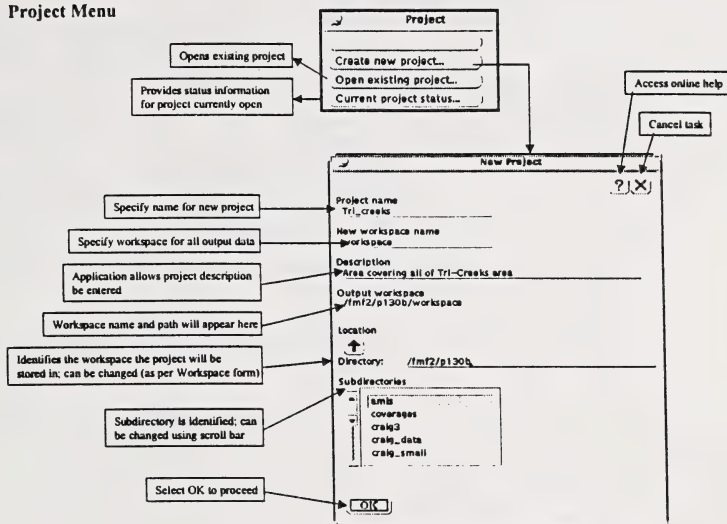 Project Menu
Project
Create new project...
Open existing project...
Current project status...
Opens existing project
Provides status information
for project currently open
Access online help
Cancel task
New Project
? X
Specify name for new project
Project name
Tri_creeks
Specify workspace for all output data
New workspace name
workspace
Application allows project description
be entered
Description
Area covering all of Tri-Creeks area
Workspace name and path will appear here
Output workspace
/fmf2/p130b/workspace
Identifies the workspace the project will be
stored in; can be changed (as per Workspace form)
Location
Directory: /fmf2/p130b
Subdirectory is identified; can
be changed using scroll bar
Subdirectories
coverages
craig3
craig_data
craig_small
Select OK to proceed
OK